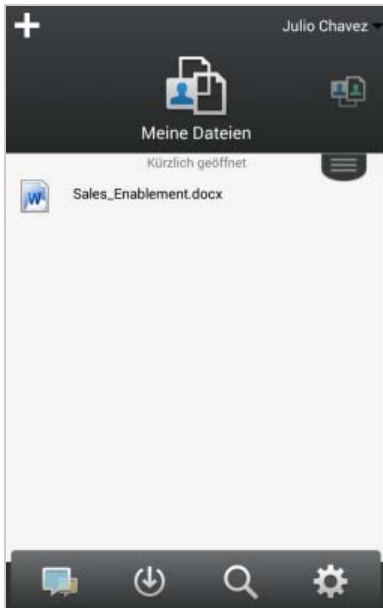 Julio Chavez
Meine Dateien
Kürzlich geöffnet
Sales_Enablement.docx